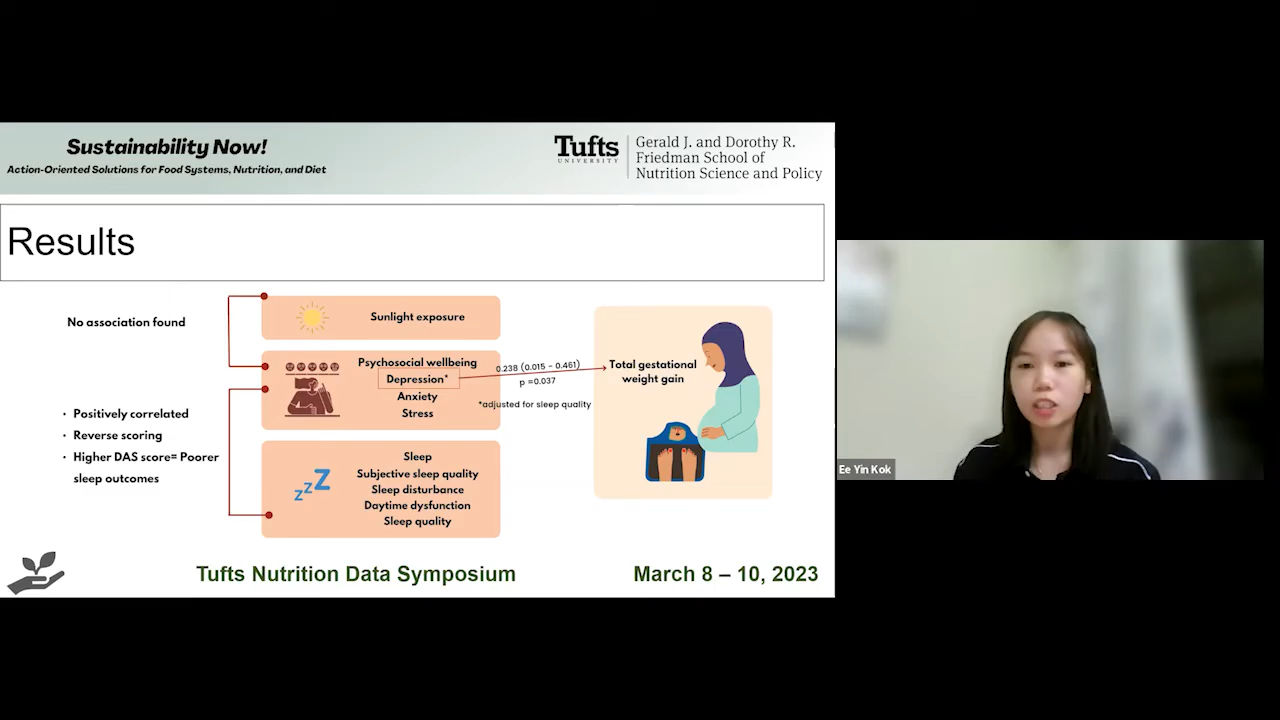 Sustainability Now!
Action-Oriented Solutions for Food Systems, Nutrition, and Diet
Tufts
UNIVERSITY
Gerald J. and Dorothy R.
Friedman School of
Nutrition Science and Policy
Results
No association found
• Positively correlated
• Reverse scoring
• Higher DAS score= Poorer
sleep outcomes
Sunlight exposure
Psychosocial wellbeing
Depression*
Anxiety
Stress
Sleep
Subjective sleep quality
Sleep disturbance
Daytime dysfunction
Sleep quality
zzZ
0.238 (0.015 - 0.461)
p =0.037
*adjusted for sleep quality
Total gestational
weight gain
Tufts Nutrition Data Symposium
March 8 – 10, 2023
Ee Yin Kok